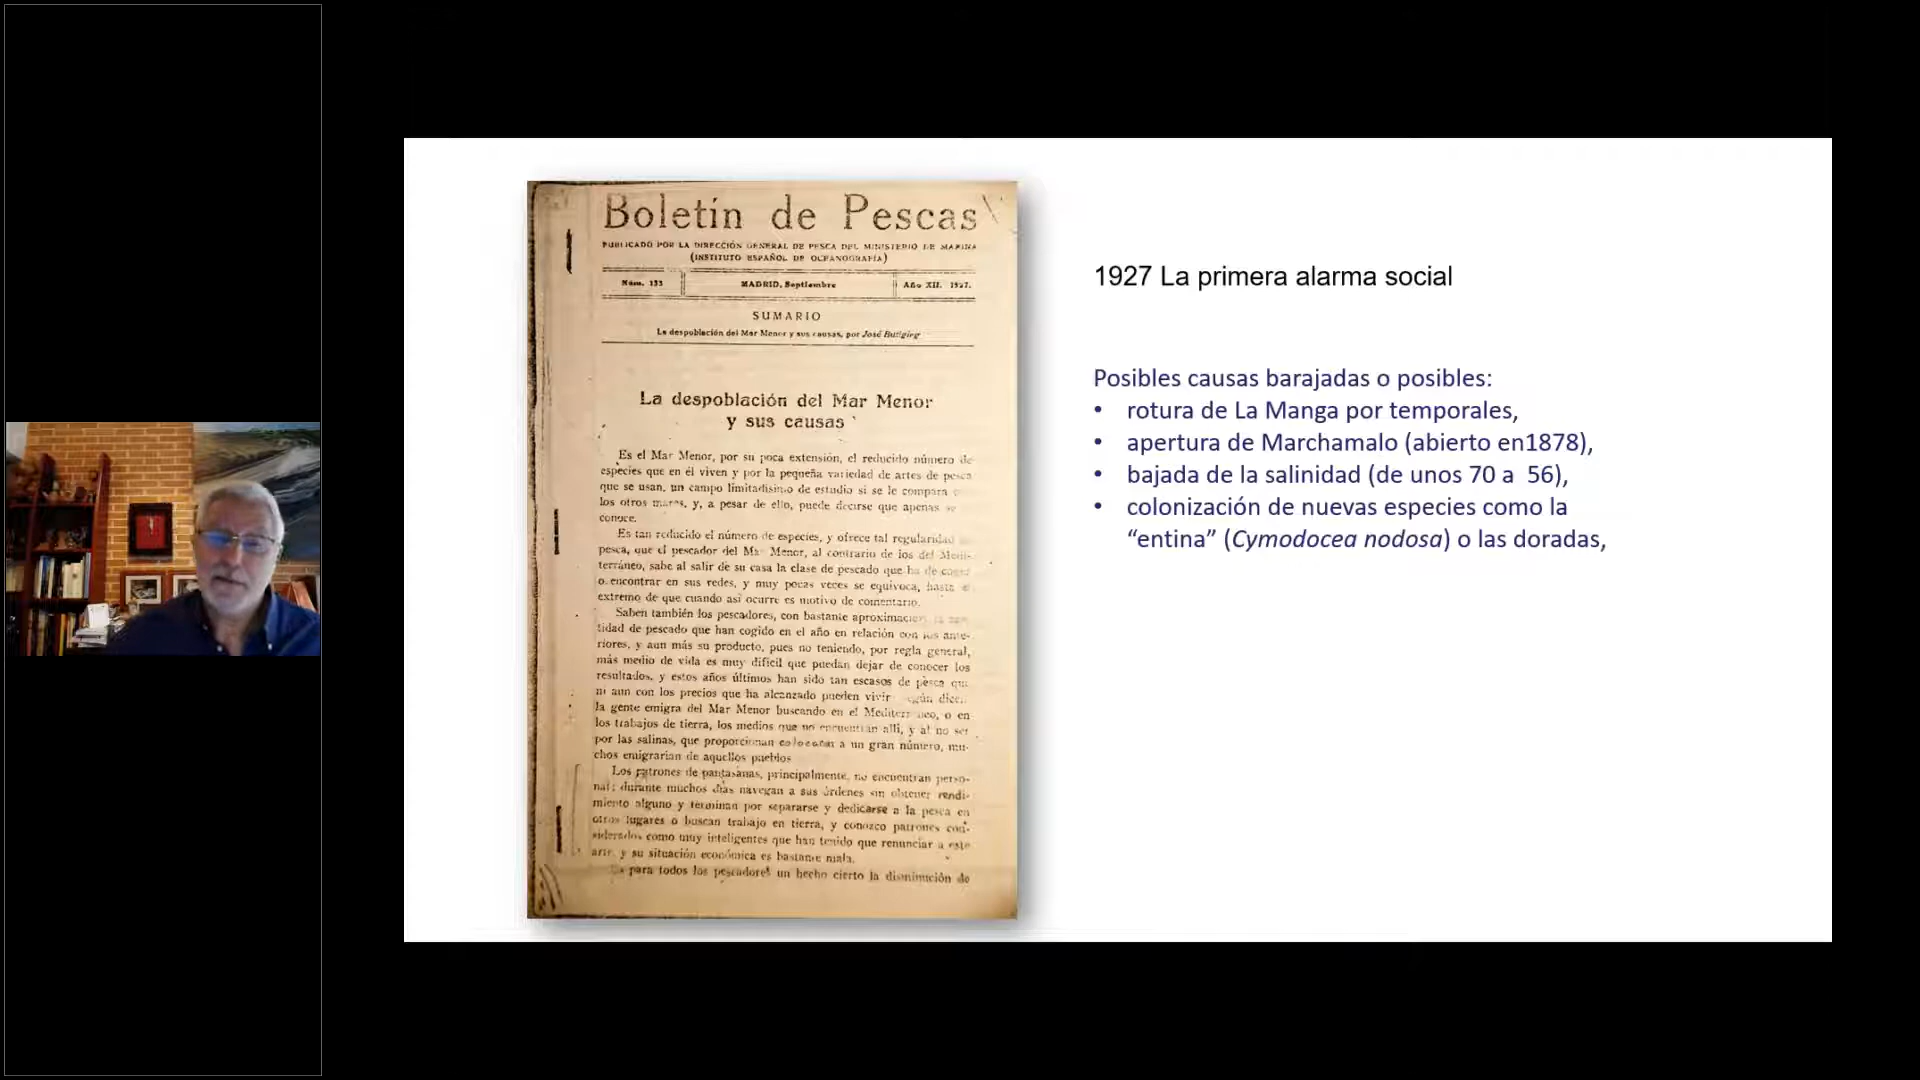 Boletín de Pescas
PUBLICADO POR LA DIRECCIÓN GENERAL DE PESCA DEL MINISTERIO DE MARINA
(INSTITUTO ESPAÑOL DE OCEANOGRAFÍA)
Núm. 133 MADRID, Septiembre Año XII. 1927.
SUMARIO
La despoblación del Mar Menor y sus causas, por José
La despoblación del Mar Menor
y sus causas
Es el Mar Menor, por su poca extensión, el reducido número de
especies que en él viven y por la pequeña variedad de artes de pesca
que se usan, un campo limitadísimo de estudio si se le compara
los otros mares, y, a pesar de ello, puede decirse que apenas se
conoce.
Es tan reducido el número de especies, y ofrece tal regularidad
pesca, que el pescador del Mar Menor, al contrario de los del Medi-
terráneo, sabe al salir de su casa la clase de pescado que ha de coger
o encontrar en sus redes, y muy pocas veces se equivoca, hasta el
extremo de que cuando así ocurre es motivo de comentario.
Saben también los pescadores, con bastante aproximación, la can-
tidad de pescado que han cogido en el año en relación con los ante-
riores, y aun más su producto, pues no teniendo, por regla general,
más medio de vida es muy difícil que puedan dejar de conocer los
resultados, y estos años últimos han sido tan escasos de pesca que
ni aun con los precios que ha alcanzado pueden vivir según dicen,
la gente emigra del Mar Menor buscando en el Mediterráneo, o en
los trabajos de tierra, los medios que no encuentran allí, y al no ser
por las salinas, que proporcionan a un gran número, mu-
chos emigrarían de aquellos pueblos
Los patrones de pantasanas, principalmente, no encuentran perso-
nal; durante muchos días navegan a sus órdenes sin obtener rendi-
miento alguno y terminan por separarse y dedicarse a la pesca en
otros lugares o buscan trabajo en tierra, y conozco patrones con-
siderados como muy inteligentes que han tenido que renunciar a este
arte, y su situación económica es bastante mala.
Es para todos los pescadores un hecho cierto la disminución de
1927 La primera alarma social
Posibles causas barajadas o posibles:
• rotura de La Manga por temporales,
• apertura de Marchamalo (abierto en1878),
• bajada de la salinidad (de unos 70 a 56),
• colonización de nuevas especies como la
“entina” (Cymodocea nodosa) o las doradas,